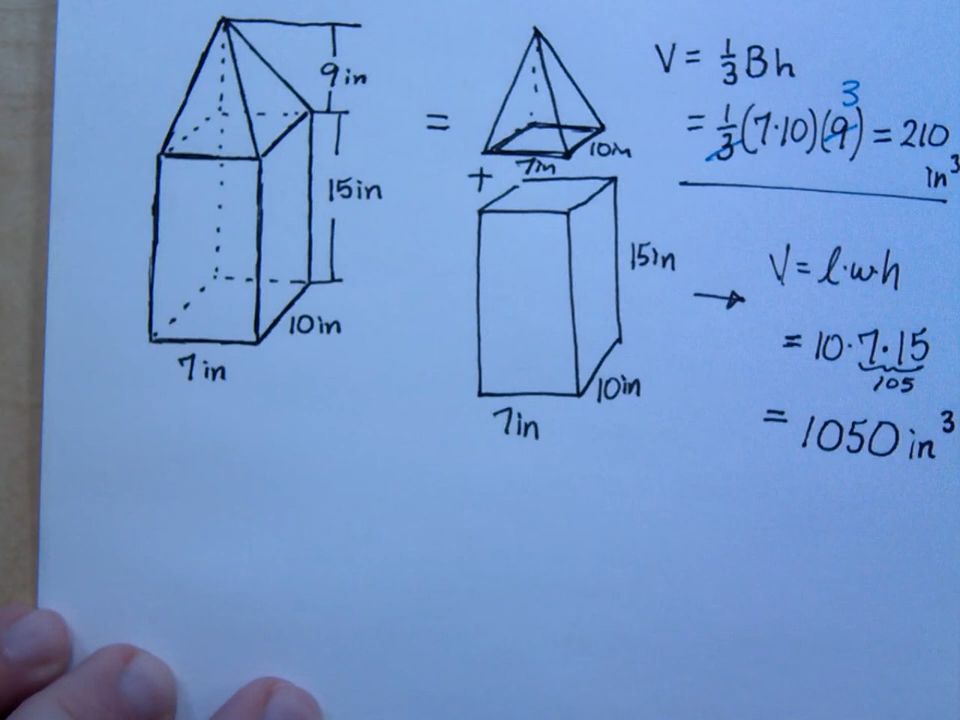 9in
15in
10in
7in
=
10in
7in
+
15in
10in
7in
V = 1/3 Bh
3
= 1/3(7·10)(9) = 210
in³
V = l·w·h
= 10·7·15
105
= 1050 in³